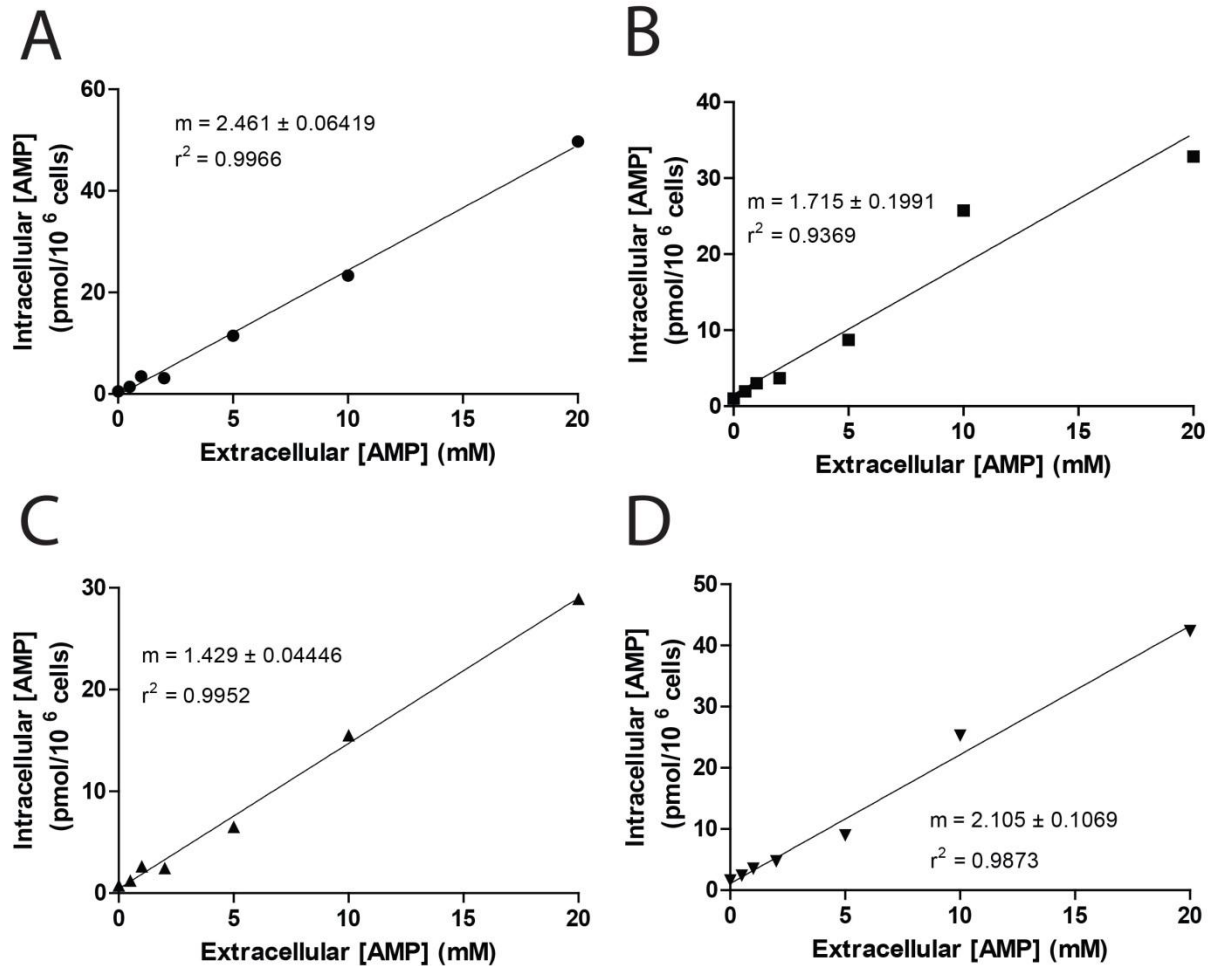 A
Intracellular [AMP]
(pmol/10 6 cells)
60
40
20
0
m = 2.461 ± 0.06419
r2 = 0.9966
0 5 10 15 20
Extracellular [AMP] (mM)
B
Intracellular [AMP]
(pmol/10 6 cells)
40
30
20
10
0
m = 1.715 ± 0.1991
r2 = 0.9369
0 5 10 15 20
Extracellular [AMP] (mM)
C
Intracellular [AMP]
(pmol/10 6 cells)
30
20
10
0
m = 1.429 ± 0.04446
r2 = 0.9952
0 5 10 15 20
Extracellular [AMP] (mM)
D
Intracellular [AMP]
(pmol/10 6 cells)
50
40
30
20
10
0
m = 2.105 ± 0.1069
r2 = 0.9873
0 5 10 15 20
Extracellular [AMP] (mM)